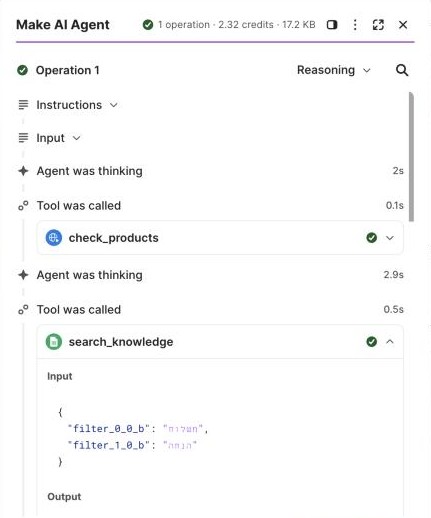 Make AI Agent
1 operation · 2.32 credits · 17.2 KB
Operation 1
Reasoning
Instructions
Input
Agent was thinking
2s
Tool was called
0.1s
check_products
Agent was thinking
2.9s
Tool was called
0.5s
search_knowledge
Input
{
"filter_0_0_b": "משלוח",
"filter_1_0_b": "הנחה"
}
Output